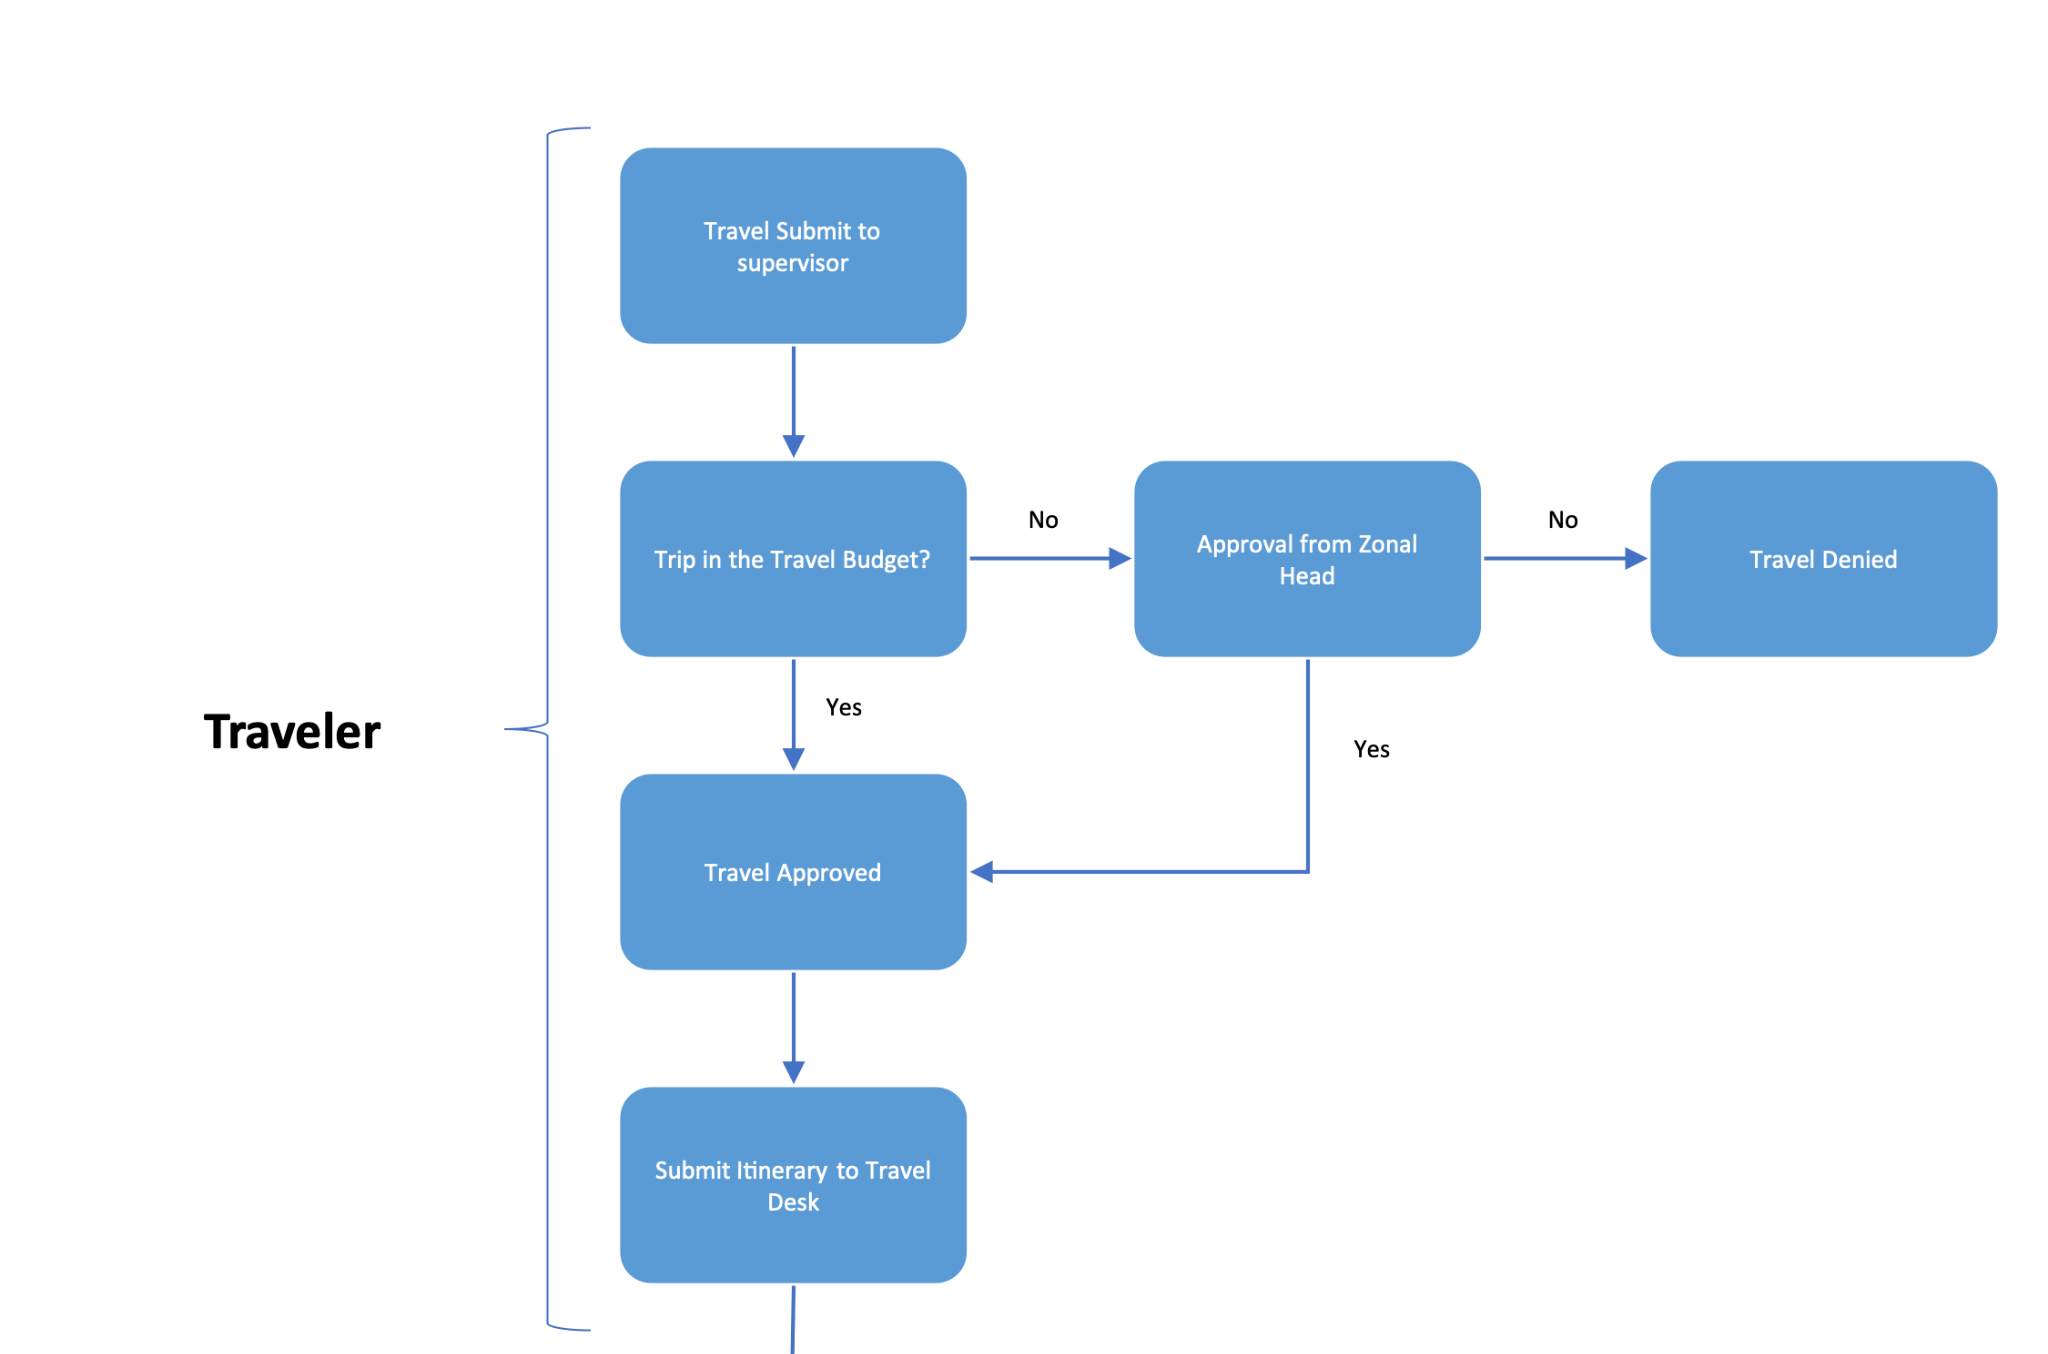 Travel Submit to
supervisor
Trip in the Travel Budget?
No
Approval from Zonal
Head
No
Travel Denied
Yes
Yes
Traveler
Travel Approved
Submit Itinerary to Travel
Desk